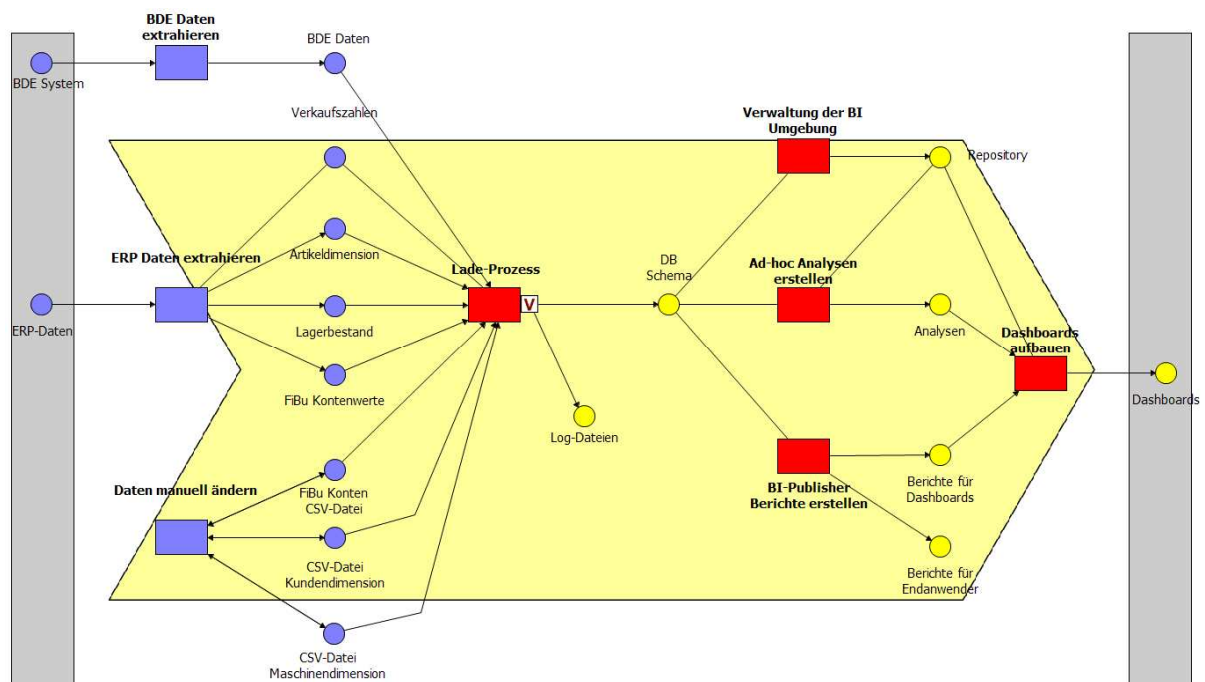 BDE Daten
extrahieren
BDE Daten
BDE System
Verkaufszahlen
Verwaltung der BI
Umgebung
Repository
ERP Daten extrahieren
Artikeldimension
Lade-Prozess
V
DB
Schema
Ad-hoc Analysen
erstellen
ERP-Daten
Lagerbestand
Analysen
Dashboards
aufbauen
FiBu Kontenwerte
Dashboards
Log-Dateien
Daten manuell ändern
FiBu Konten
CSV-Datei
BI-Publisher
Berichte erstellen
Berichte für
Dashboards
CSV-Datei
Kundendimension
Berichte für
Endanwender
CSV-Datei
Maschinendimension